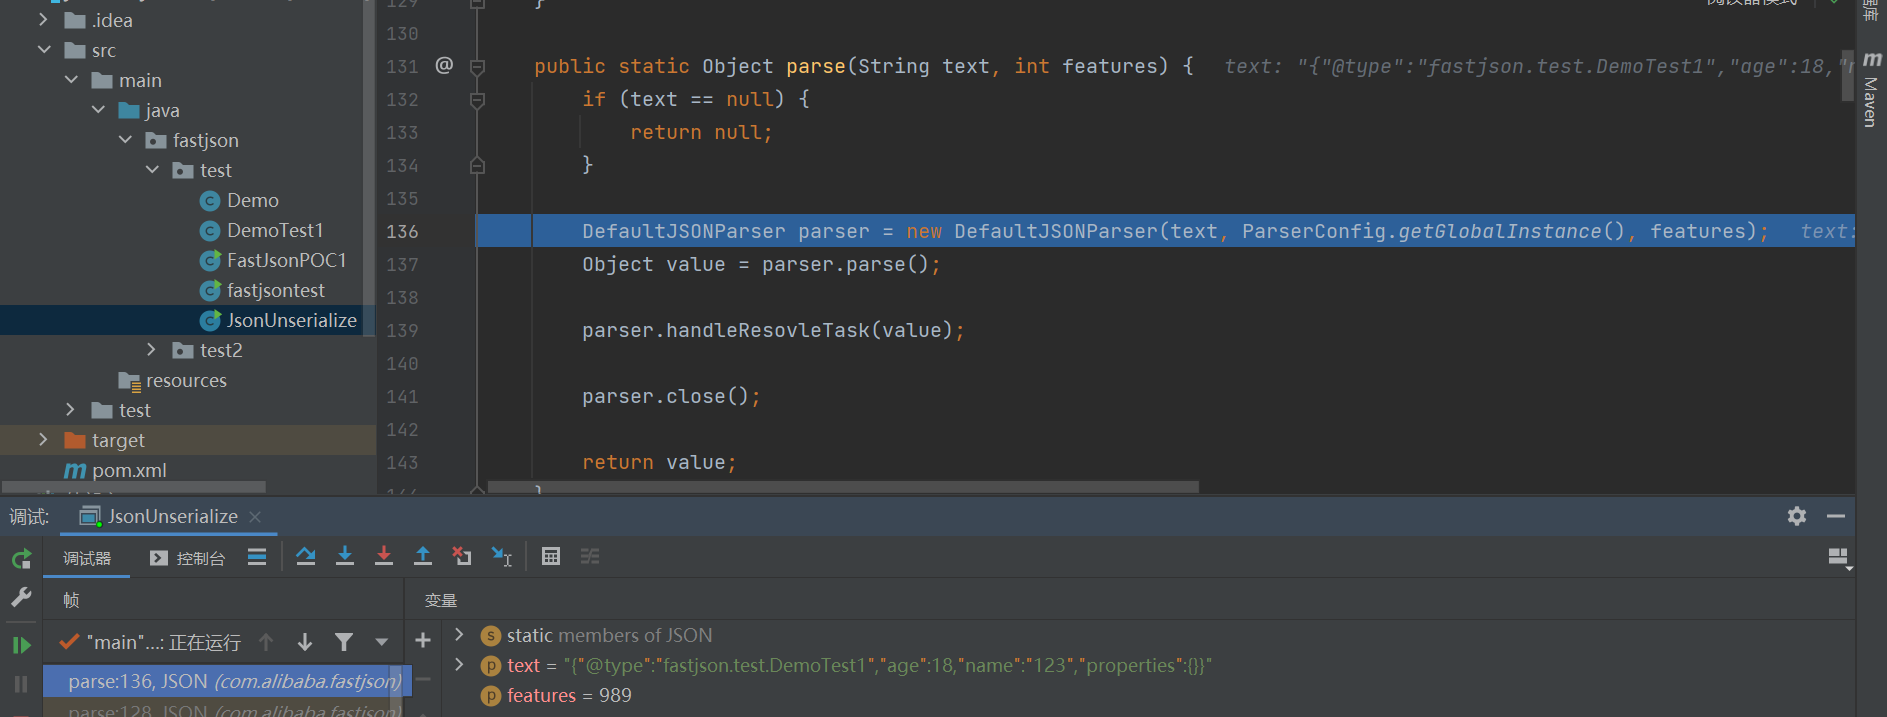 .idea
src
main
java
fastjson
test
Demo
DemoTest1
FastJsonPOC1
fastjsontest
JsonUnserialize
test2
resources
test
target
pom.xml
129 }
130
131 @ public static Object parse(String text, int features) { text: "{"@type":"fastjson.test.DemoTest1","age":18,"
132 if (text == null) {
133 return null;
134 }
135
136 DefaultJSONParser parser = new DefaultJSONParser(text, ParserConfig.getGlobalInstance(), features); text:
137 Object value = parser.parse();
138
139 parser.handleResovleTask(value);
140
141 parser.close();
142
143 return value;
阅读器模式
Maven
调试: JsonUnserialize
调试器 控制台
帧
变量
"main"...: 正在运行
parse:136, JSON (com.alibaba.fastjson)
parse:128, JSON (com.alibaba.fastjson)
static members of JSON
text = "{"@type":"fastjson.test.DemoTest1","age":18,"name":"123","properties":{}}"
features = 989